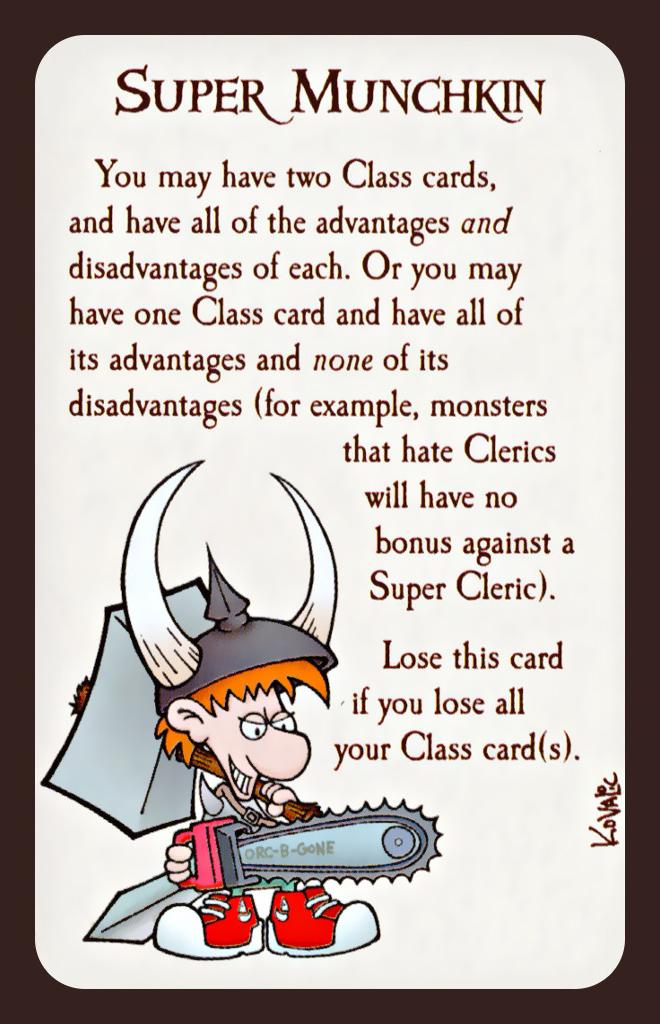 SUPER MUNCHKIN
You may have two Class cards,
and have all of the advantages and
disadvantages of each. Or you may
have one Class card and have all of
its advantages and none of its
disadvantages (for example, monsters
that hate Clerics
will have no
bonus against a
Super Cleric).
Lose this card
if you lose all
your Class card(s).
KOVALIC
ORC-B-GONE